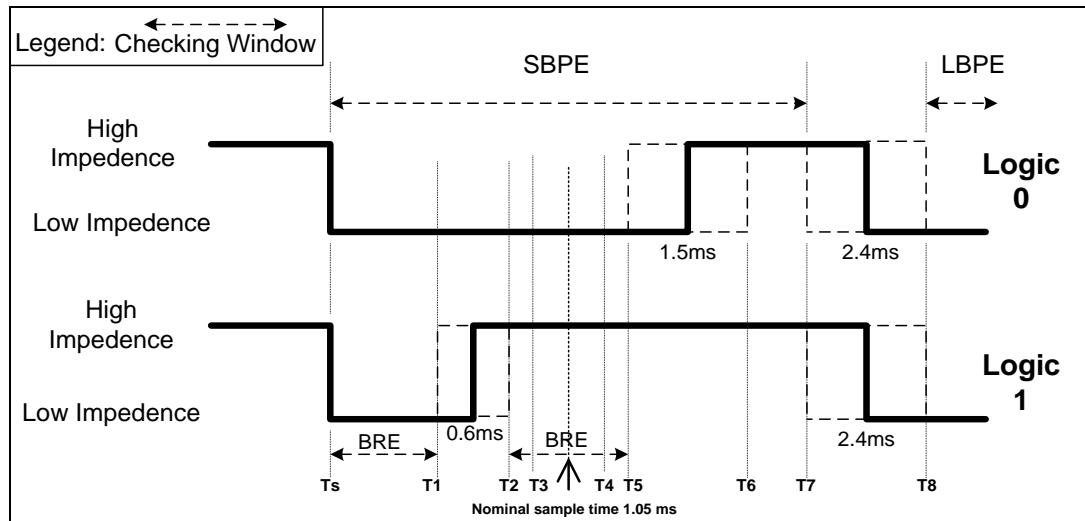 Legend: Checking Window
SBPE
LBPE
High
Impedence
Low Impedence
Logic
0
1.5ms
2.4ms
High
Impedence
Low Impedence
Logic
1
0.6ms
2.4ms
BRE
BRE
Ts
T1
T2
T3
T4
T5
T6
T7
T8
Nominal sample time 1.05 ms